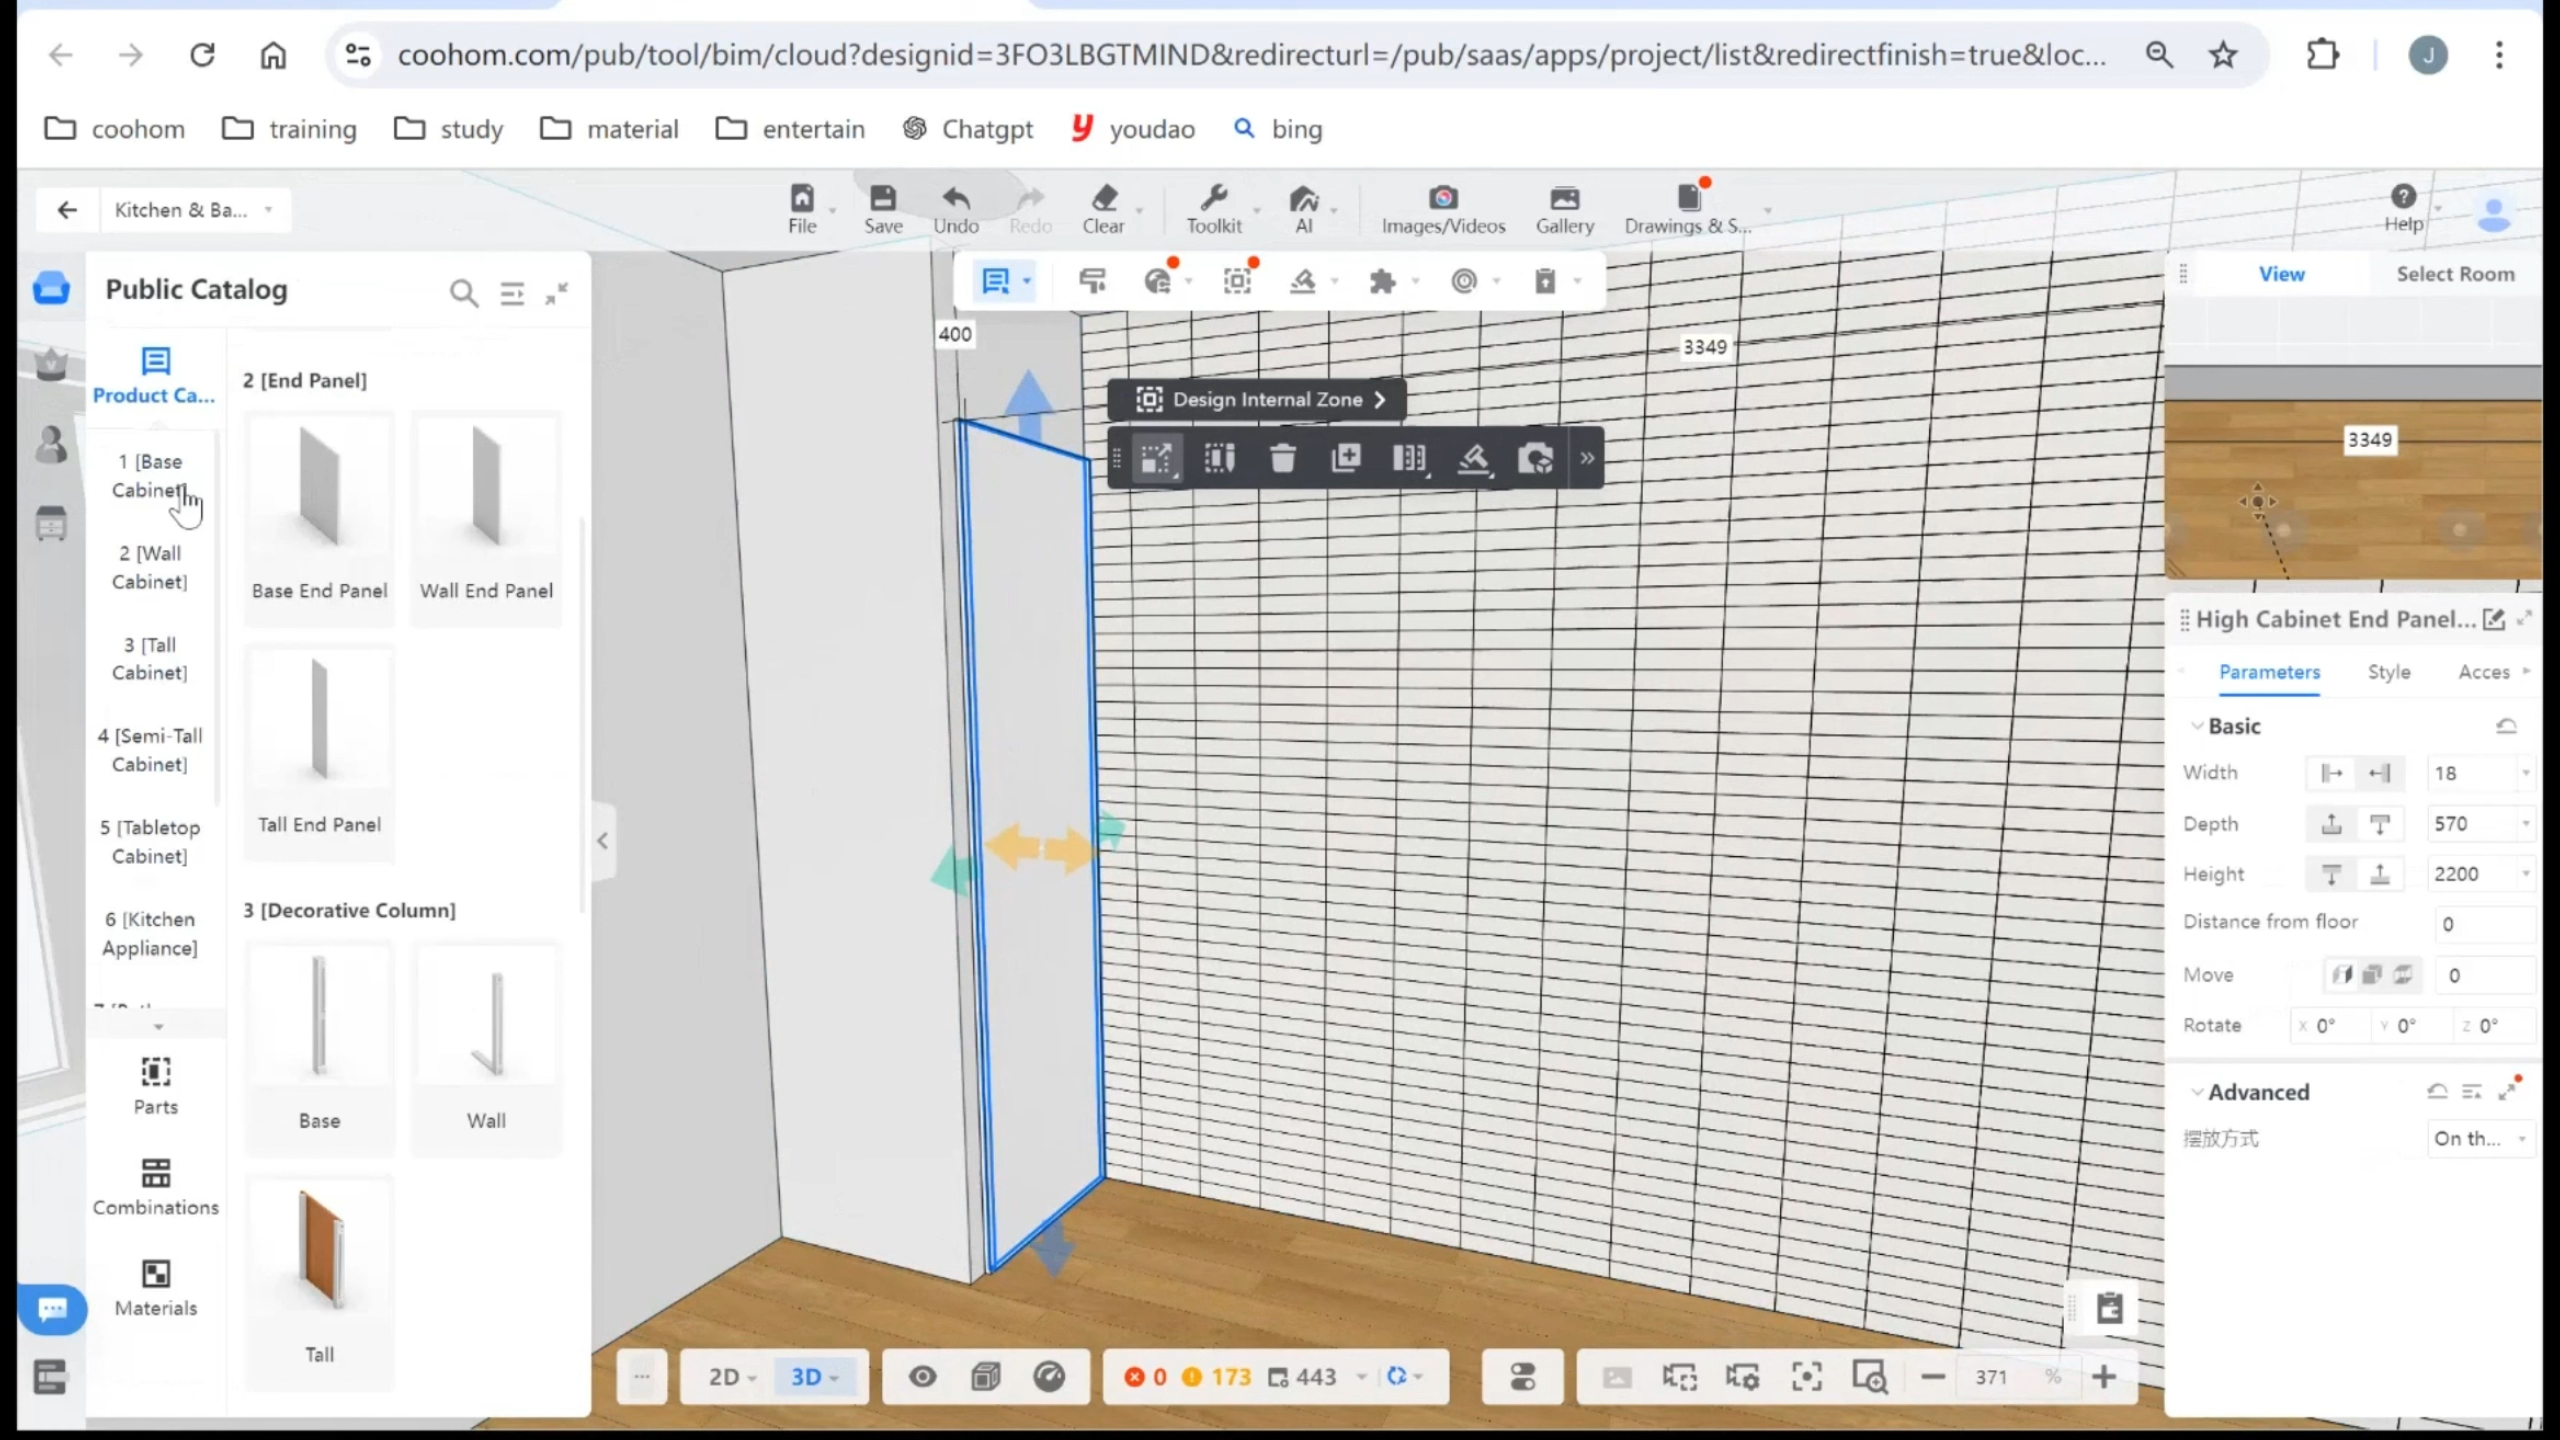 coohom.com/pub/tool/bim/cloud?designid=3FO3LBGTMIND&redirecturl=/pub/saas/apps/project/list&redirectfinish=true&loc...
J
coohom
training
study
material
entertain
Chatgpt
youdao
bing
Kitchen & Ba...
File
Save
Undo
Redo
Clear
Toolkit
AI
Images/Videos
Gallery
Drawings & S...
Help
Public Catalog
Product Ca...
1 [Base
Cabinet]
2 [Wall
Cabinet]
3 [Tall
Cabinet]
4 [Semi-Tall
Cabinet]
5 [Tabletop
Cabinet]
6 [Kitchen
Appliance]
Parts
Combinations
Materials
2 [End Panel]
Base End Panel
Wall End Panel
Tall End Panel
3 [Decorative Column]
Base
Wall
Tall
400
3349
Design Internal Zone
View
Select Room
3349
High Cabinet End Panel...
Parameters
Style
Acces
Basic
Width
18
Depth
570
Height
2200
Distance from floor
0
Move
0
Rotate
X 0°
Y 0°
Z 0°
Advanced
摆放方式
On th...
2D
3D
0
173
443
371 %